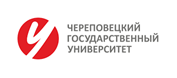 ЧЕРЕПОВЕЦКИЙ
ГОСУДАРСТВЕННЫЙ
УНИВЕРСИТЕТ